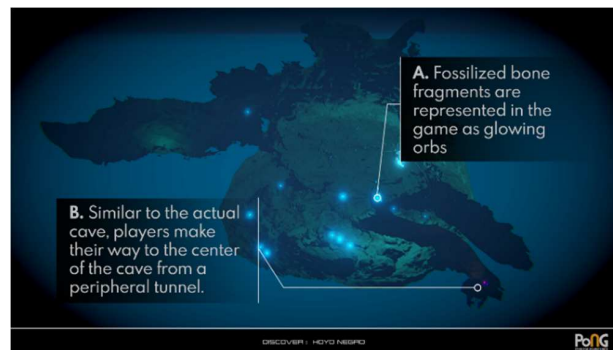 A. Fossilized bone
fragments are
represented in the
game as glowing
orbs
B. Similar to the actual
cave, players make
their way to the center
of the cave from a
peripheral tunnel.
DISCOVER : HOYO NEGRO
PoNG